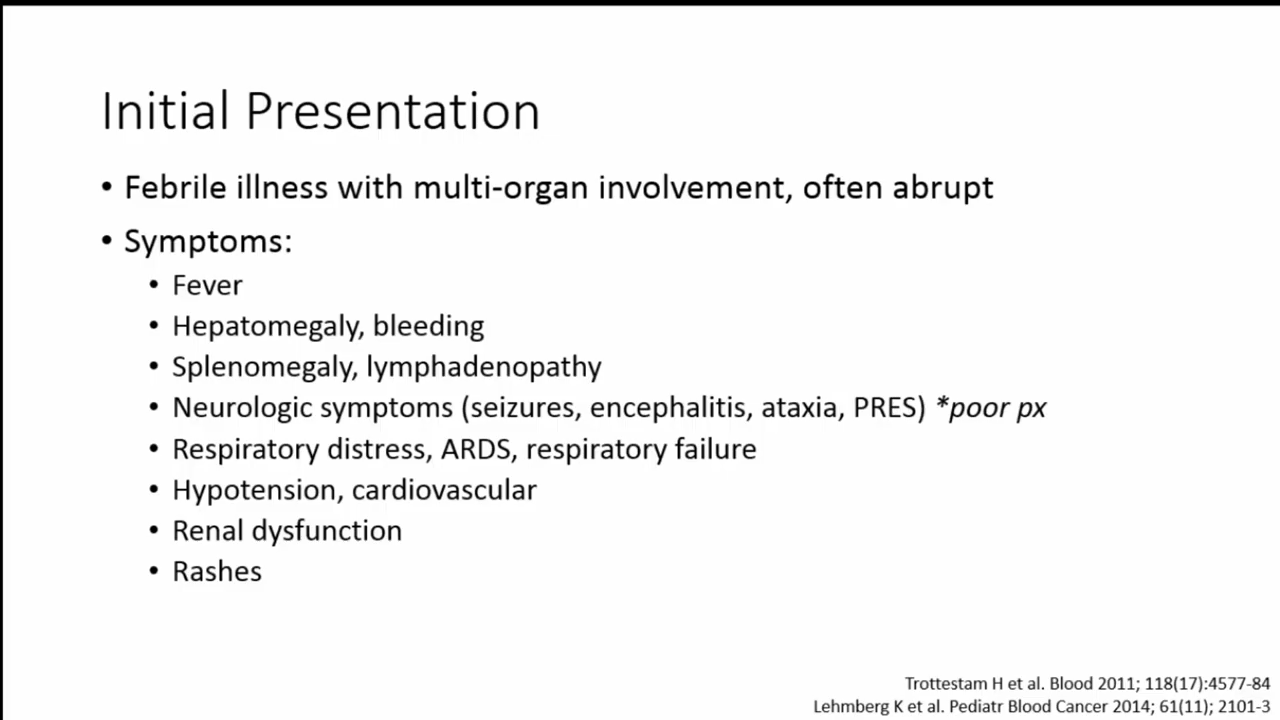 Initial Presentation
• Febrile illness with multi-organ involvement, often abrupt
• Symptoms:
• Fever
• Hepatomegaly, bleeding
• Splenomegaly, lymphadenopathy
• Neurologic symptoms (seizures, encephalitis, ataxia, PRES) *poor px
• Respiratory distress, ARDS, respiratory failure
• Hypotension, cardiovascular
• Renal dysfunction
• Rashes
Trottestam H et al. Blood 2011; 118(17):4577-84
Lehmberg K et al. Pediatr Blood Cancer 2014; 61(11); 2101-3